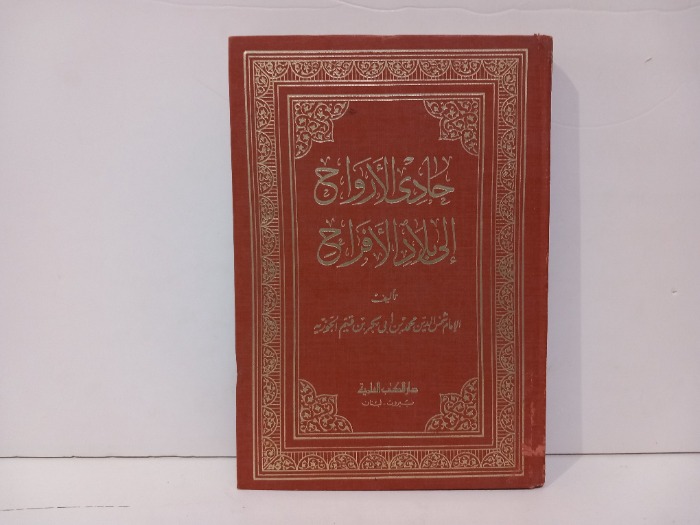 حادي الأرواح
إلى بلاد الأفراح
تأليف
الإمام شمس الدين محمد بن أبي بكر بن قيم الجوزية
دار الكتب العلمية
بيروت - لبنان